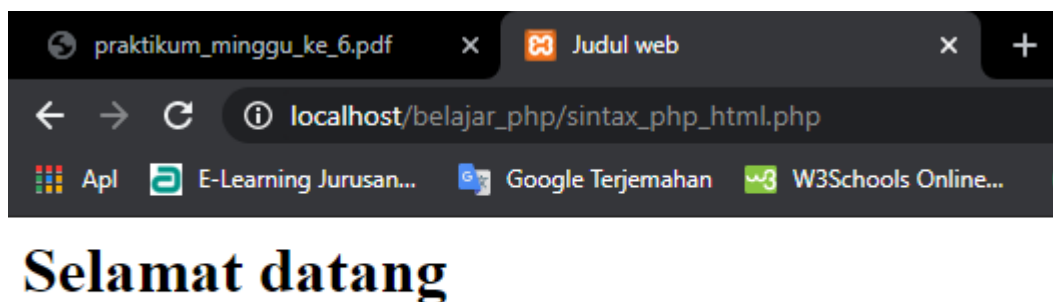 praktikum_minggu_ke_6.pdf Judul web
localhost/belajar_php/sintax_php_html.php
Apl E-Learning Jurusan... Google Terjemahan W3Schools Online...
Selamat datang